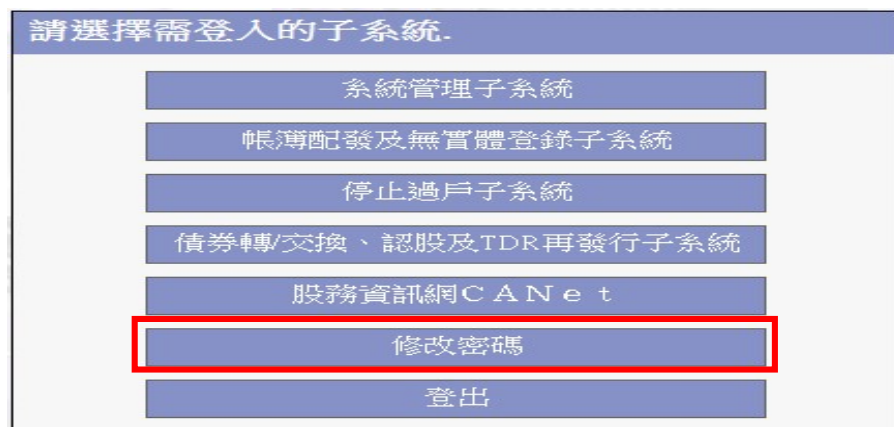 請選擇需登入的子系統.
系統管理子系統
帳簿配發及無實體登錄子系統
停止過戶子系統
債券轉/交換、認股及TDR再發行子系統
股務資訊網ＣＡＮｅｔ
修改密碼
登出